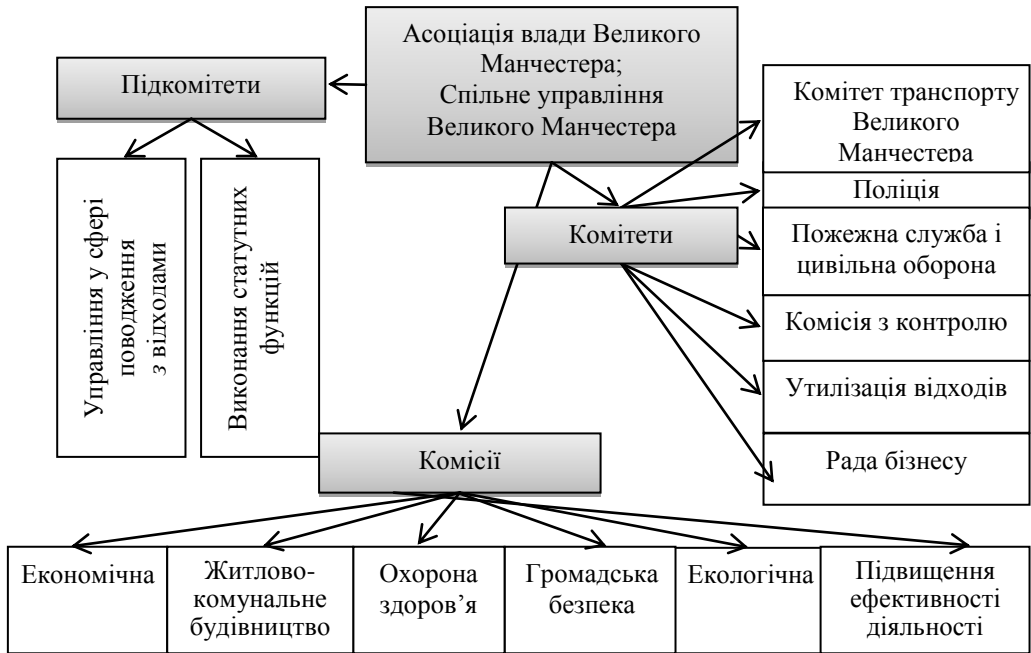 Асоціація влади Великого
Манчестера;
Спільне управління
Великого Манчестера
Підкомітети
Управління у сфері
поводження
з відходами
Виконання статутних
функцій
Комітети
Комітет транспорту
Великого
Манчестера
Поліція
Пожежна служба і
цивільна оборона
Комісія з контролю
Утилізація відходів
Рада бізнесу
Комісії
Економічна
Житлово-
комунальне
будівництво
Охорона
здоров’я
Громадська
безпека
Екологічна
Підвищення
ефективності
діяльності